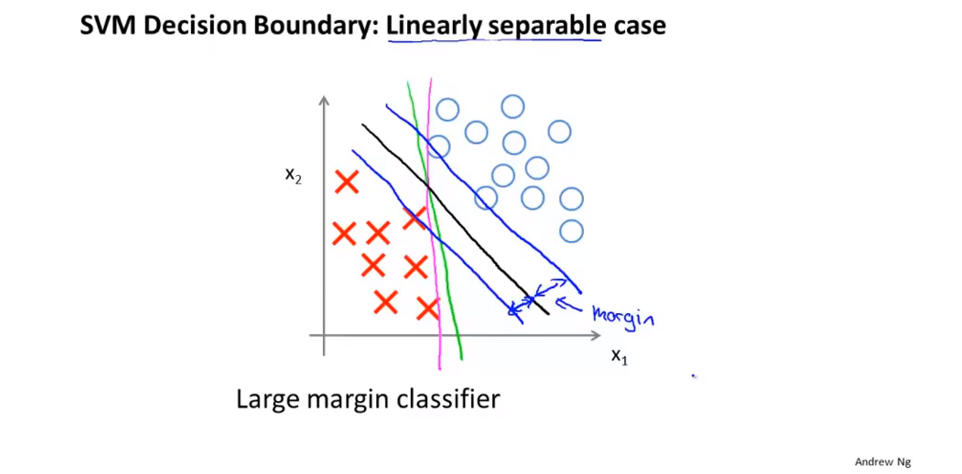 SVM Decision Boundary: Linearly separable case
x2
margin
x1
Large margin classifier
Andrew Ng